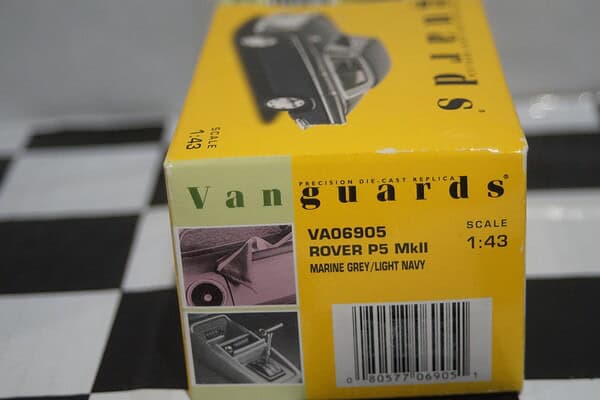 guards®
SCALE
1:43
PRECISION DIE-CAST REPLICA
Vanguards®
VA06905
ROVER P5 MkII
MARINE GREY/LIGHT NAVY
SCALE
1:43
0 80577 06905 1